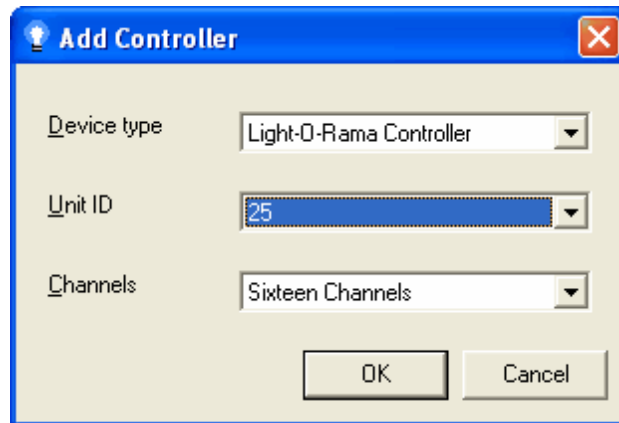 Add Controller
Device type Light-O-Rama Controller
Unit ID 25
Channels Sixteen Channels
OK Cancel